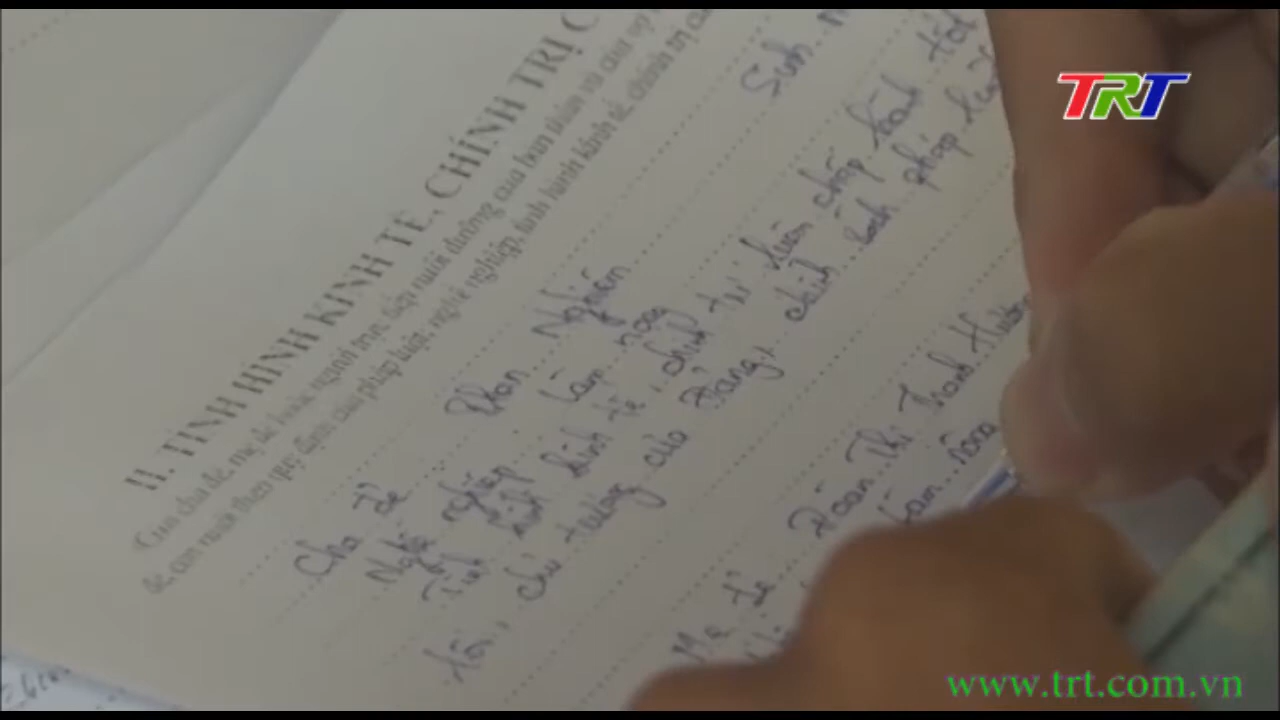 TRT
II. TÌNH HÌNH KINH TẾ, CHÍNH TRỊ C
Của cha đẻ, mẹ đẻ hoặc người trực tiếp nuôi dưỡng của bản thân và của vợ
đẻ, con nuôi theo quy định của pháp luật; nghề nghiệp, tình hình kinh tế, chính trị của
Cha đẻ : Phan Sinh
Nghề nghiệp : Làm nông
Tình hình kinh tế, chính trị luôn chấp hành tốt
chủ trương của Đảng, chính sách pháp luật
Mẹ đẻ Đoàn Thị Thanh
Làm nông
www.trt.com.vn